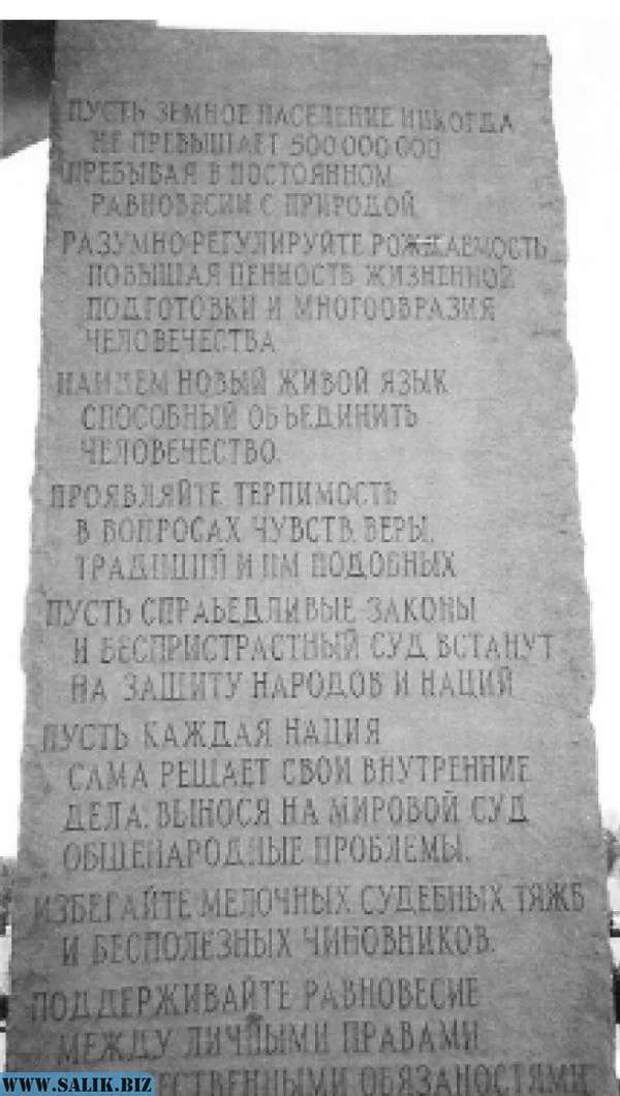 ПУСТЬ ЗЕМНОЕ НАСЕЛЕНИЕ НИКОГДА
НЕ ПРЕВЫШАЕТ 500 000 000
ПРЕБЫВАЯ В ПОСТОЯННОМ
РАВНОВЕСИИ С ПРИРОДОЙ
РАЗУМНО РЕГУЛИРУЙТЕ РОЖДАЕМОСТЬ
ПОВЫШАЯ ЦЕННОСТЬ ЖИЗНЕННОЙ
ПОДГОТОВКИ И МНОГООБРАЗИЯ
ЧЕЛОВЕЧЕСТВА
НАЙДЕМ НОВЫЙ ЖИВОЙ ЯЗЫК
СПОСОБНЫЙ ОБЬЕДИНИТЬ
ЧЕЛОВЕЧЕСТВО.
ПРОЯВЛЯЙТЕ ТЕРПИМОСТЬ
В ВОПРОСАХ ЧУВСТВ, ВЕРЫ,
ТРАДИЦИЙ И ИМ ПОДОБНЫХ
ПУСТЬ СПРАВЕДЛИВЫЕ ЗАКОНЫ
И БЕСПРИСТРАСТНЫЙ СУД ВСТАНУТ
НА ЗАЩИТУ НАРОДОВ И НАЦИЙ
ПУСТЬ КАЖДАЯ НАЦИЯ
САМА РЕШАЕТ СВОИ ВНУТРЕННИЕ
ДЕЛА, ВЫНОСЯ НА МИРОВОЙ СУД
ОБЩЕНАРОДНЫЕ ПРОБЛЕМЫ.
ИЗБЕГАЙТЕ МЕЛОЧНЫХ СУДЕБНЫХ ТЯЖБ
И БЕСПОЛЕЗНЫХ ЧИНОВНИКОВ.
ПОДДЕРЖИВАЙТЕ РАВНОВЕСИЕ
МЕЖДУ ЛИЧНЫМИ ПРАВАМИ
ЕСТВЕННЫМИ ОБЯЗАНОСТЯМИ
WWW.SALIK.BIZ